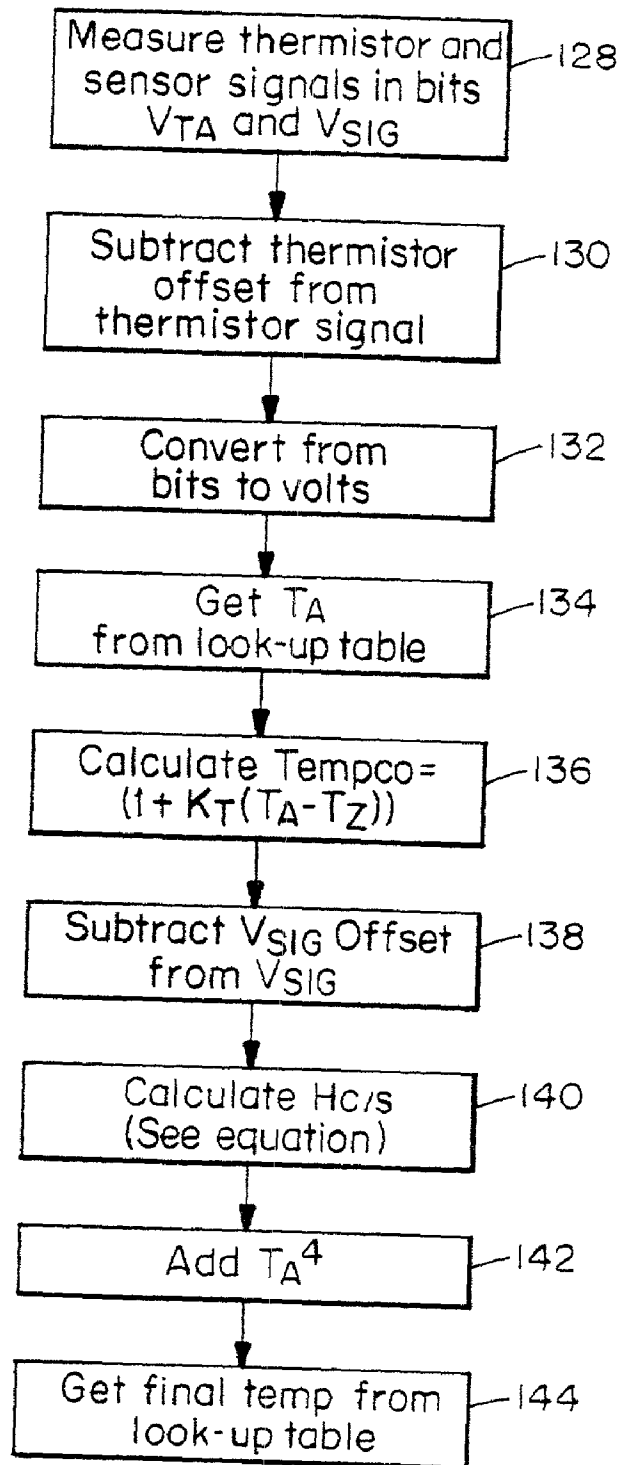 Measure thermistor and
sensor signals in bits
VTA and VSIG
128
Subtract thermistor
offset from
thermistor signal
130
Convert from
bits to volts
132
Get TA
from look-up table
134
Calculate Tempco=
(1+ KT(TA-TZ))
136
Subtract VSIG Offset
from VSIG
138
Calculate Hc/s
(See equation)
140
Add TA⁴
142
Get final temp from
look-up table
144